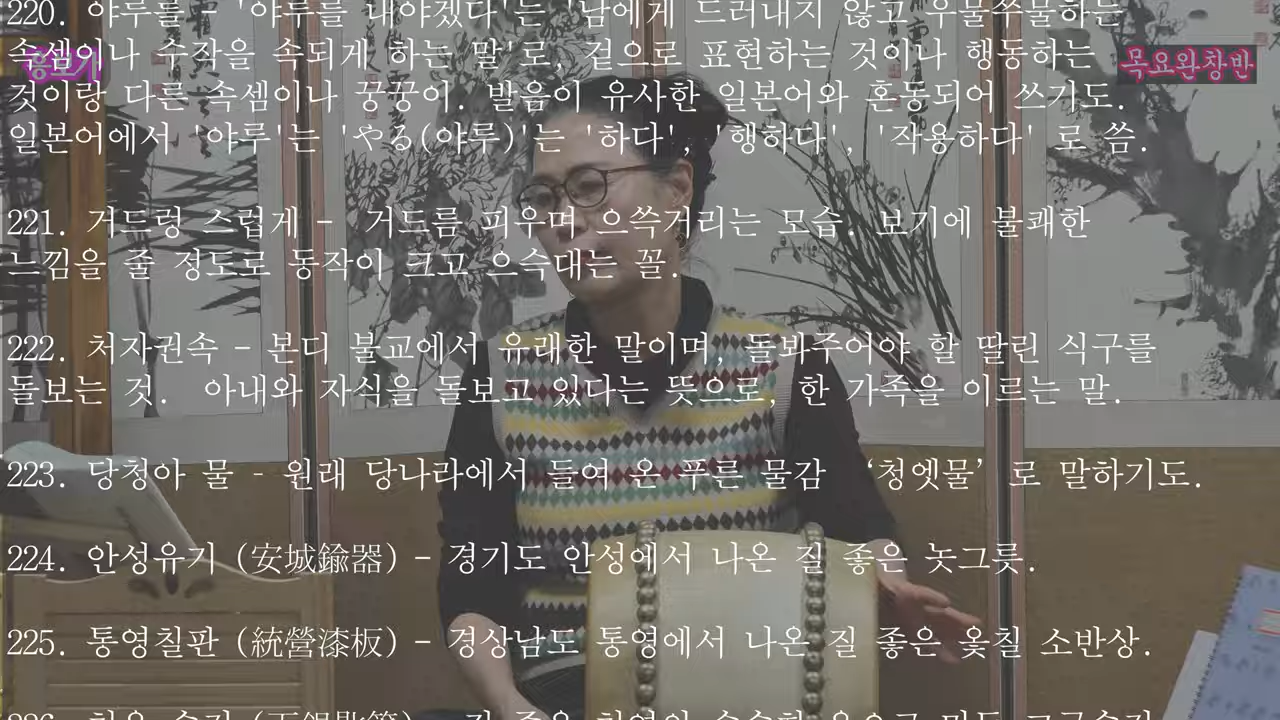 220. 야루를 - '야루를 내야겠다'는 '남에게 드러내지 않고 우물쭈물하는
속셈이나 수작을 속되게 하는 말'로, 겉으로 표현하는 것이나 행동하는
흥보가
목요완창반
것이랑 다른 속셈이나 꿍꿍이. 발음이 유사한 일본어와 혼동되어 쓰기도.
일본어에서 '야루'는 'やる(야루)'는 '하다', '행하다', '작용하다' 로 씀.
221. 거드렁 스럽게 - 거드름 피우며 으쓱거리는 모습. 보기에 불쾌한
느낌을 줄 정도로 동작이 크고 으슥대는 꼴.
222. 처자권속 - 본디 불교에서 유래한 말이며, 돌봐주어야 할 딸린 식구를
돌보는 것. 아내와 자식을 돌보고 있다는 뜻으로, 한 가족을 이르는 말.
223. 당청아 물 - 원래 당나라에서 들여 온 푸른 물감 ‘청엣물’로 말하기도.
224. 안성유기 (安城鍮器) - 경기도 안성에서 나온 질 좋은 놋그릇.
225. 통영칠판 (統營漆板) - 경상남도 통영에서 나온 질 좋은 옻칠 소반상.